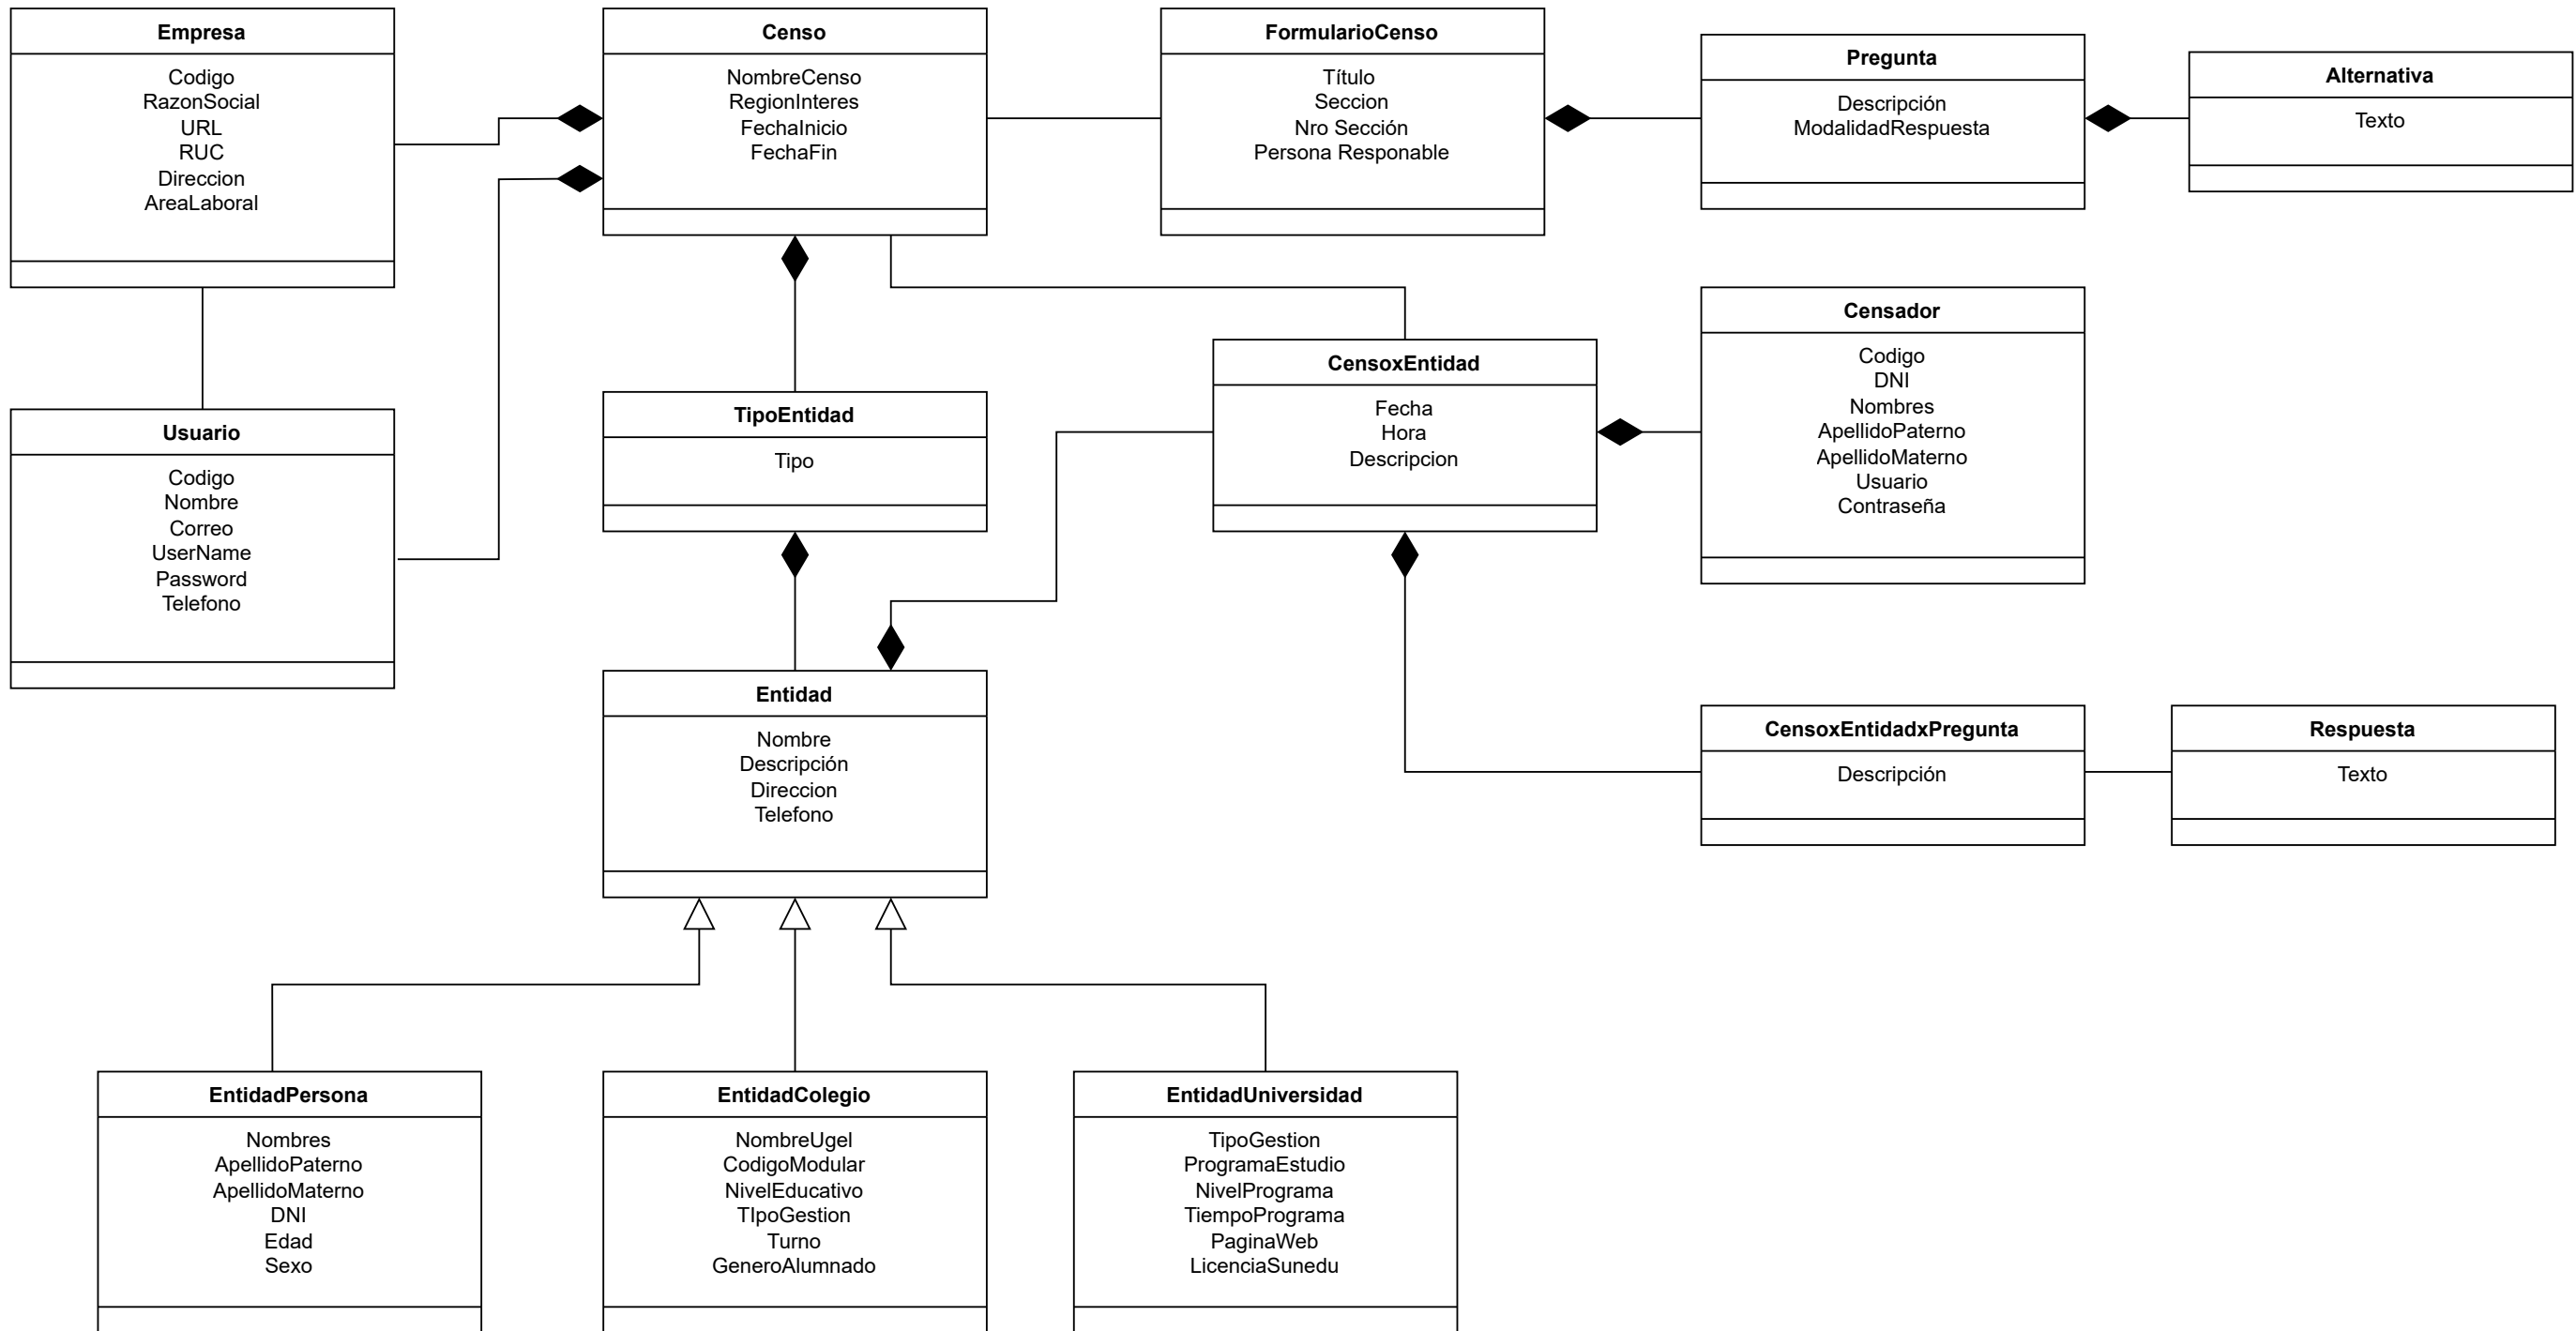 Empresa
Codigo
RazonSocial
URL
RUC
Direccion
AreaLaboral
Censo
NombreCenso
RegionInteres
FechaInicio
FechaFin
FormularioCenso
Título
Seccion
Nro Sección
Persona Responable
Pregunta
Descripción
ModalidadRespuesta
Alternativa
Texto
Usuario
Codigo
Nombre
Correo
UserName
Password
Telefono
TipoEntidad
Tipo
CensoxEntidad
Fecha
Hora
Descripcion
Censador
Codigo
DNI
Nombres
ApellidoPaterno
ApellidoMaterno
Usuario
Contraseña
Entidad
Nombre
Descripción
Direccion
Telefono
CensoxEntidadxPregunta
Descripción
Respuesta
Texto
EntidadPersona
Nombres
ApellidoPaterno
ApellidoMaterno
DNI
Edad
Sexo
EntidadColegio
NombreUgel
CodigoModular
NivelEducativo
TIpoGestion
Turno
GeneroAlumnado
EntidadUniversidad
TipoGestion
ProgramaEstudio
NivelPrograma
TiempoPrograma
PaginaWeb
LicenciaSunedu